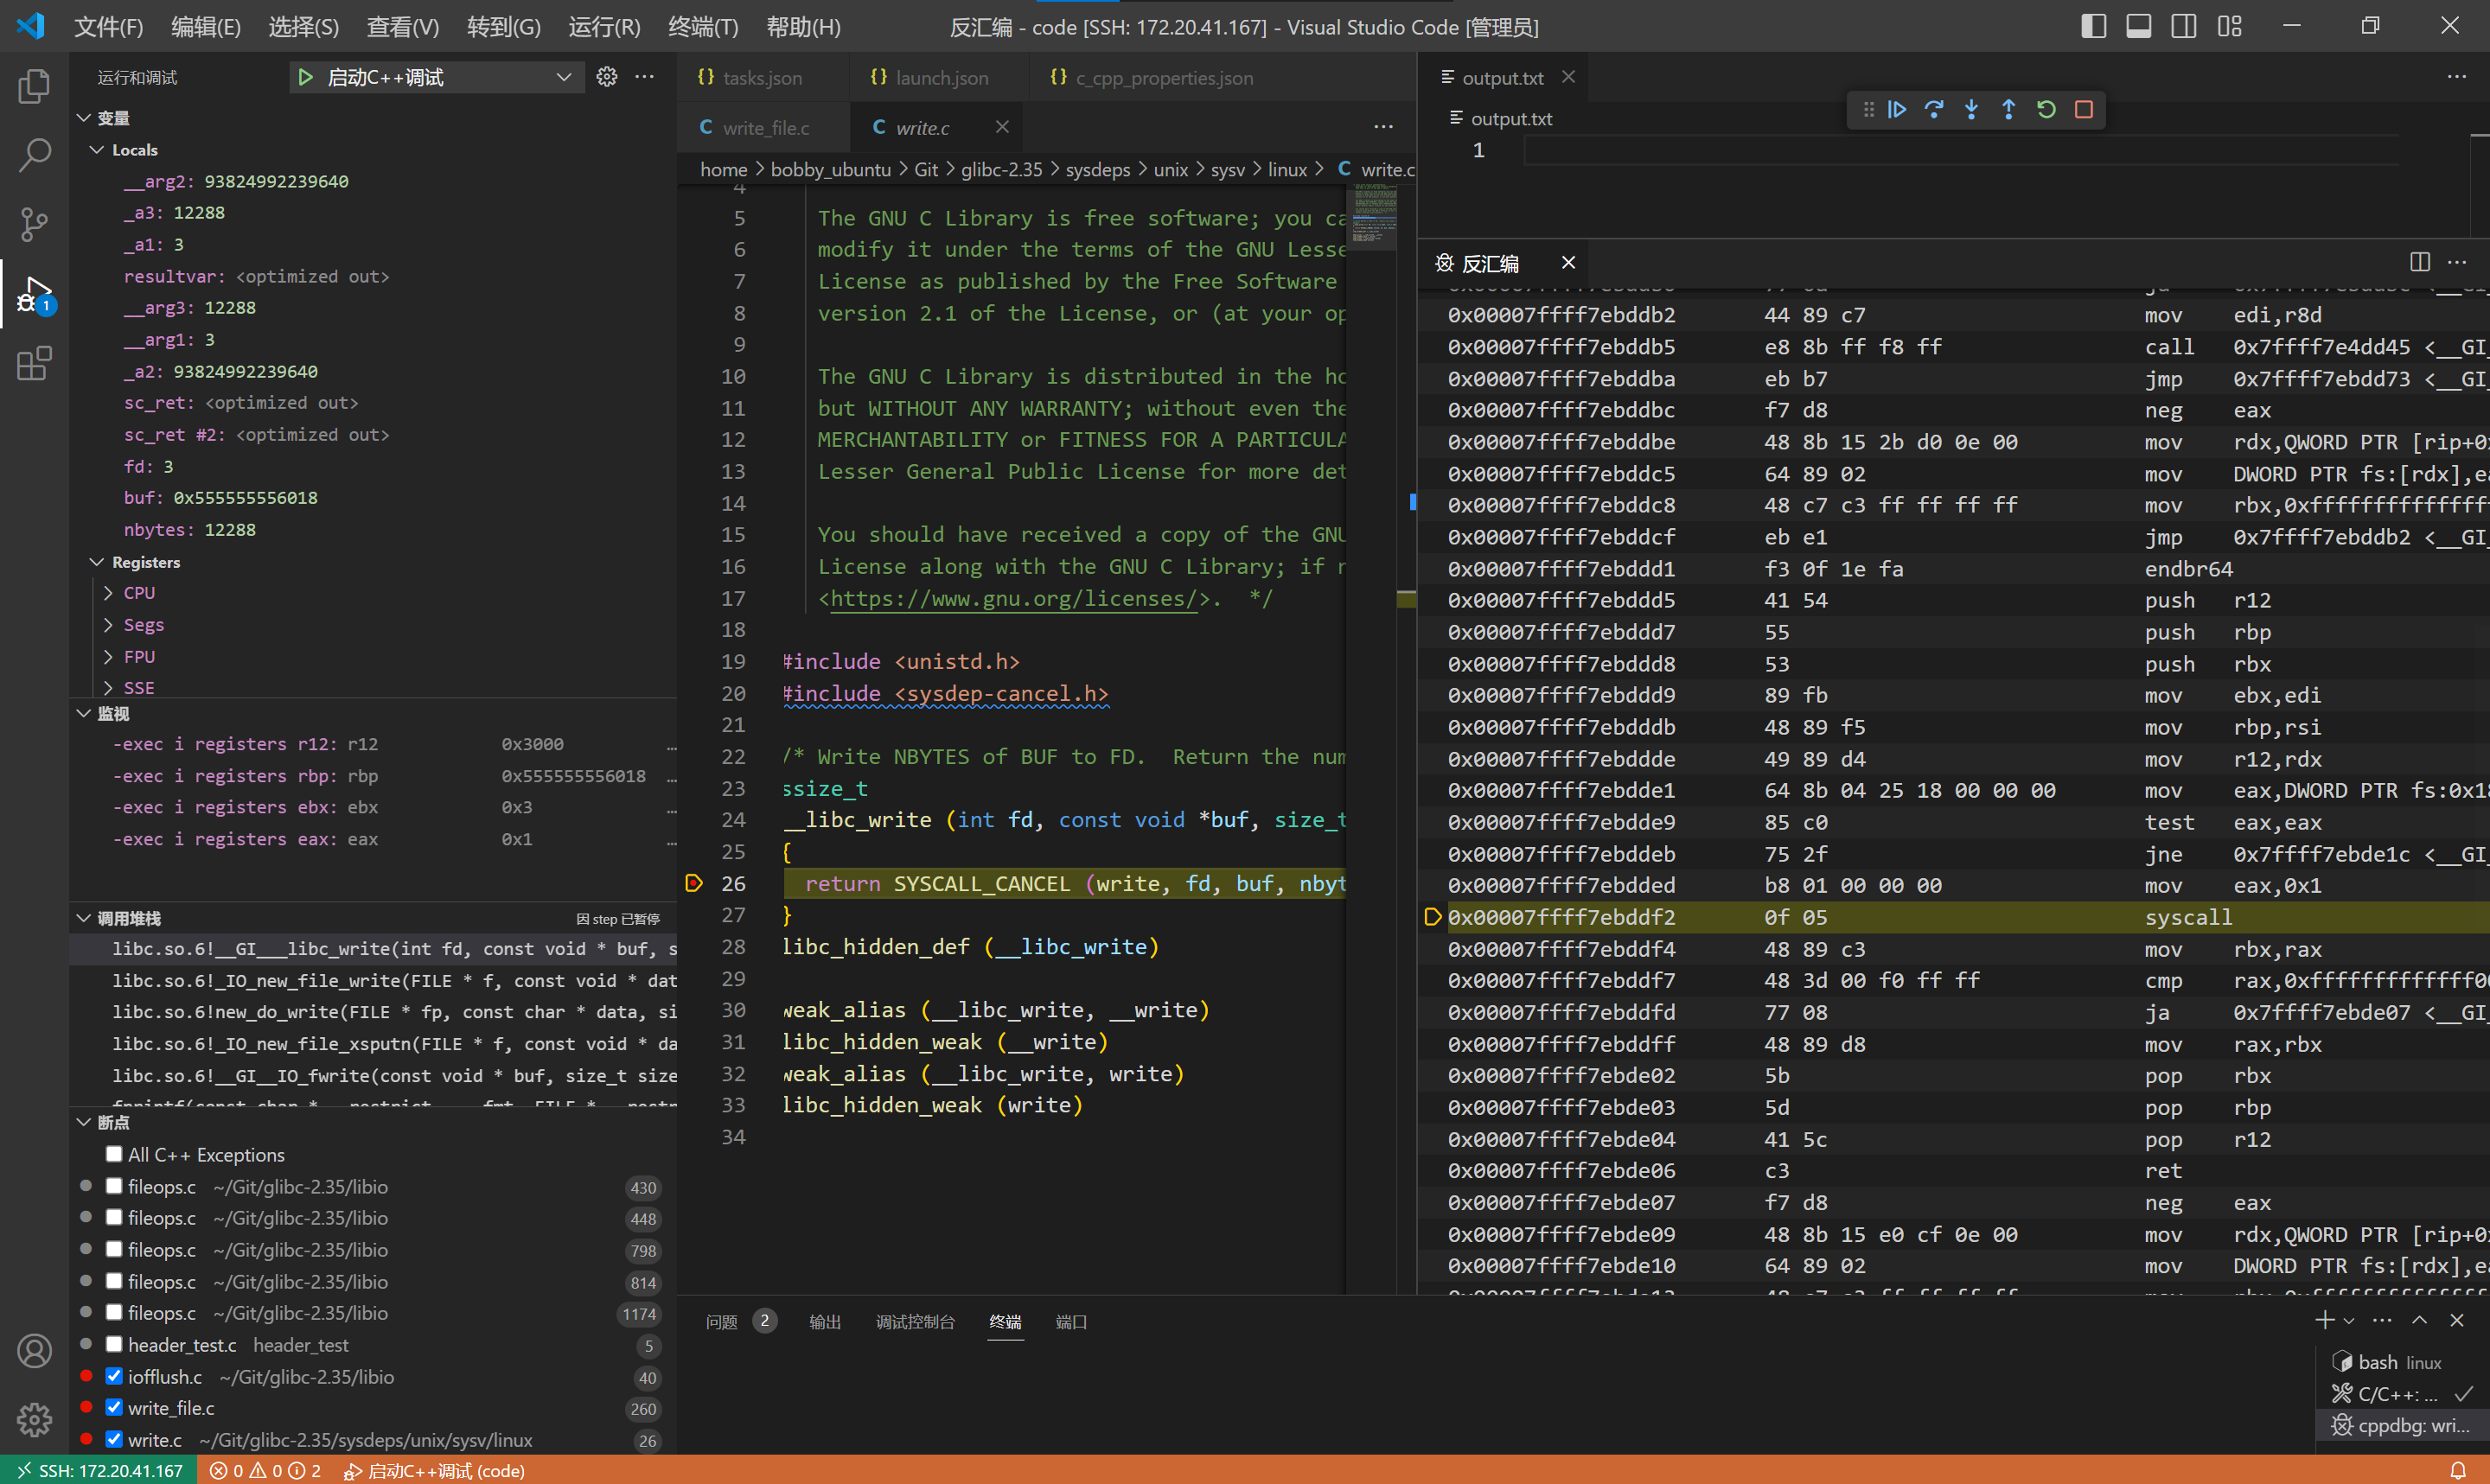 文件(F) 编辑(E) 选择(S) 查看(V) 转到(G) 运行(R) 终端(T) 帮助(H)
反汇编 - code [SSH: 172.20.41.167] - Visual Studio Code [管理员]
运行和调试
启动C++调试
变量
Locals
__arg2: 93824992239640
_a3: 12288
_a1: 3
resultvar: <optimized out>
__arg3: 12288
__arg1: 3
_a2: 93824992239640
sc_ret: <optimized out>
sc_ret #2: <optimized out>
fd: 3
buf: 0x555555556018
nbytes: 12288
Registers
CPU
Segs
FPU
SSE
监视
-exec i registers r12: r12 0x3000 …
-exec i registers rbp: rbp 0x555555556018 …
-exec i registers ebx: ebx 0x3 …
-exec i registers eax: eax 0x1 …
调用堆栈
因 step 已暂停
libc.so.6!__GI___libc_write(int fd, const void * buf, s
libc.so.6!_IO_new_file_write(FILE * f, const void * dat
libc.so.6!new_do_write(FILE * fp, const char * data, si
libc.so.6!_IO_new_file_xsputn(FILE * f, const void * da
libc.so.6!__GI__IO_fwrite(const void * buf, size_t size
断点
All C++ Exceptions
fileops.c ~/Git/glibc-2.35/libio 430
fileops.c ~/Git/glibc-2.35/libio 448
fileops.c ~/Git/glibc-2.35/libio 798
fileops.c ~/Git/glibc-2.35/libio 814
fileops.c ~/Git/glibc-2.35/libio 1174
header_test.c header_test 5
iofflush.c ~/Git/glibc-2.35/libio 40
write_file.c 260
write.c ~/Git/glibc-2.35/sysdeps/unix/sysv/linux 26
1
{} tasks.json
{} launch.json
{} c_cpp_properties.json
C write_file.c
C write.c
home > bobby_ubuntu > Git > glibc-2.35 > sysdeps > unix > sysv > linux > C write.c
4
5 The GNU C Library is free software; you ca
6 modify it under the terms of the GNU Lesse
7 License as published by the Free Software
8 version 2.1 of the License, or (at your op
9
10 The GNU C Library is distributed in the ho
11 but WITHOUT ANY WARRANTY; without even the
12 MERCHANTABILITY or FITNESS FOR A PARTICULA
13 Lesser General Public License for more det
14
15 You should have received a copy of the GNU
16 License along with the GNU C Library; if n
17 <https://www.gnu.org/licenses/>.  */
18
19 #include <unistd.h>
20 #include <sysdep-cancel.h>
21
22 /* Write NBYTES of BUF to FD.  Return the num
23 ssize_t
24 __libc_write (int fd, const void *buf, size_t
25 {
26 return SYSCALL_CANCEL (write, fd, buf, nbyt
27 }
28 libc_hidden_def (__libc_write)
29
30 weak_alias (__libc_write, __write)
31 libc_hidden_weak (__write)
32 weak_alias (__libc_write, write)
33 libc_hidden_weak (write)
34
output.txt
output.txt
1
反汇编
0x00007ffff7ebddb2 44 89 c7 mov edi,r8d
0x00007ffff7ebddb5 e8 8b ff f8 ff call 0x7ffff7e4dd45 <__GI_
0x00007ffff7ebddba eb b7 jmp 0x7ffff7ebdd73 <__GI_
0x00007ffff7ebddbc f7 d8 neg eax
0x00007ffff7ebddbe 48 8b 15 2b d0 0e 00 mov rdx,QWORD PTR [rip+0x
0x00007ffff7ebddc5 64 89 02 mov DWORD PTR fs:[rdx],ea
0x00007ffff7ebddc8 48 c7 c3 ff ff ff ff mov rbx,0xfffffffffffffff
0x00007ffff7ebddcf eb e1 jmp 0x7ffff7ebddb2 <__GI_
0x00007ffff7ebddd1 f3 0f 1e fa endbr64
0x00007ffff7ebddd5 41 54 push r12
0x00007ffff7ebddd7 55 push rbp
0x00007ffff7ebddd8 53 push rbx
0x00007ffff7ebddd9 89 fb mov ebx,edi
0x00007ffff7ebdddb 48 89 f5 mov rbp,rsi
0x00007ffff7ebddde 49 89 d4 mov r12,rdx
0x00007ffff7ebdde1 64 8b 04 25 18 00 00 00 mov eax,DWORD PTR fs:0x18
0x00007ffff7ebdde9 85 c0 test eax,eax
0x00007ffff7ebddeb 75 2f jne 0x7ffff7ebde1c <__GI_
0x00007ffff7ebdded b8 01 00 00 00 mov eax,0x1
0x00007ffff7ebddf2 0f 05 syscall
0x00007ffff7ebddf4 48 89 c3 mov rbx,rax
0x00007ffff7ebddf7 48 3d 00 f0 ff ff cmp rax,0xfffffffffffff00
0x00007ffff7ebddfd 77 08 ja 0x7ffff7ebde07 <__GI_
0x00007ffff7ebddff 48 89 d8 mov rax,rbx
0x00007ffff7ebde02 5b pop rbx
0x00007ffff7ebde03 5d pop rbp
0x00007ffff7ebde04 41 5c pop r12
0x00007ffff7ebde06 c3 ret
0x00007ffff7ebde07 f7 d8 neg eax
0x00007ffff7ebde09 48 8b 15 e0 cf 0e 00 mov rdx,QWORD PTR [rip+0x
0x00007ffff7ebde10 64 89 02 mov DWORD PTR fs:[rdx],ea
问题 2 输出 调试控制台 终端 端口
bash linux
C/C++: ...
cppdbg: wri...
SSH: 172.20.41.167 0 0 2 启动C++调试 (code)